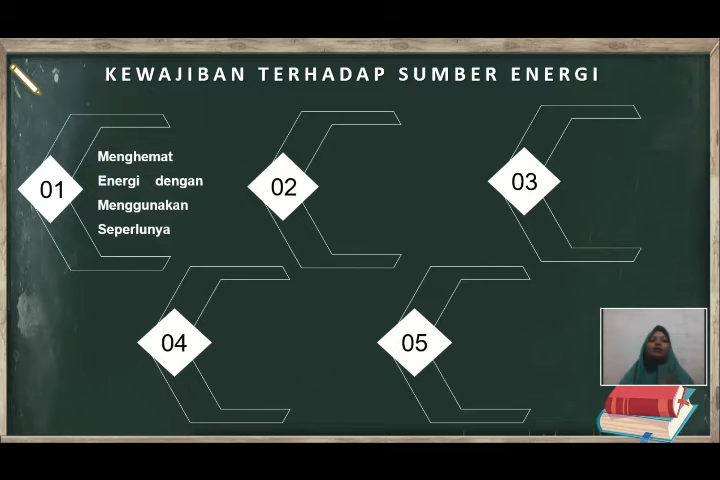 KEWAJIBAN TERHADAP SUMBER ENERGI
01
Menghemat
Energi dengan
Menggunakan
Seperlunya
02
03
04
05